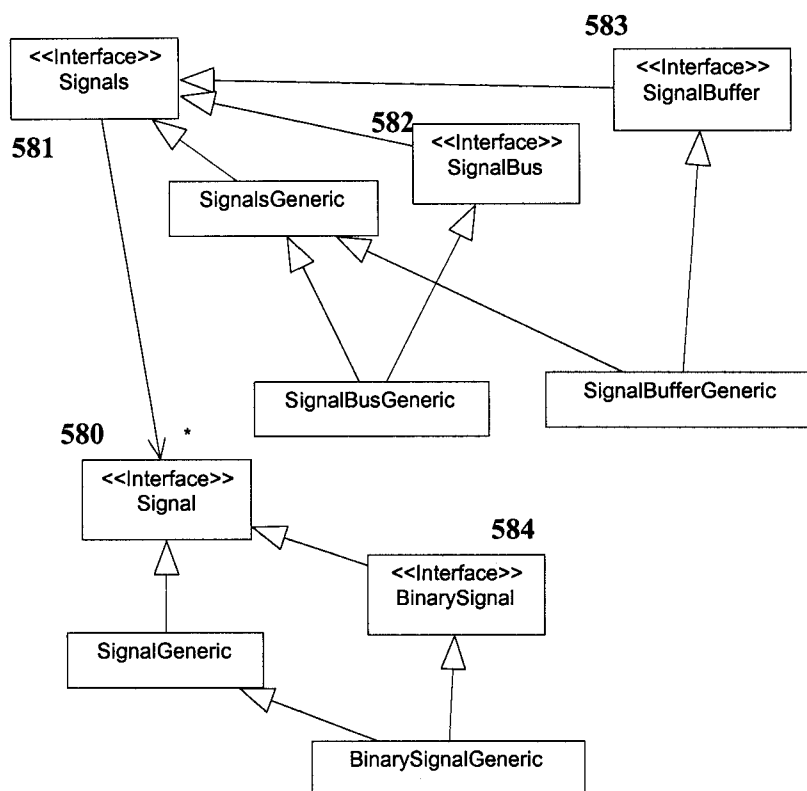 583
<<Interface>>
Signals
<<Interface>>
SignalBuffer
582
<<Interface>>
SignalBus
581
SignalsGeneric
SignalBusGeneric
SignalBufferGeneric
580
*
<<Interface>>
Signal
584
<<Interface>>
BinarySignal
SignalGeneric
BinarySignalGeneric